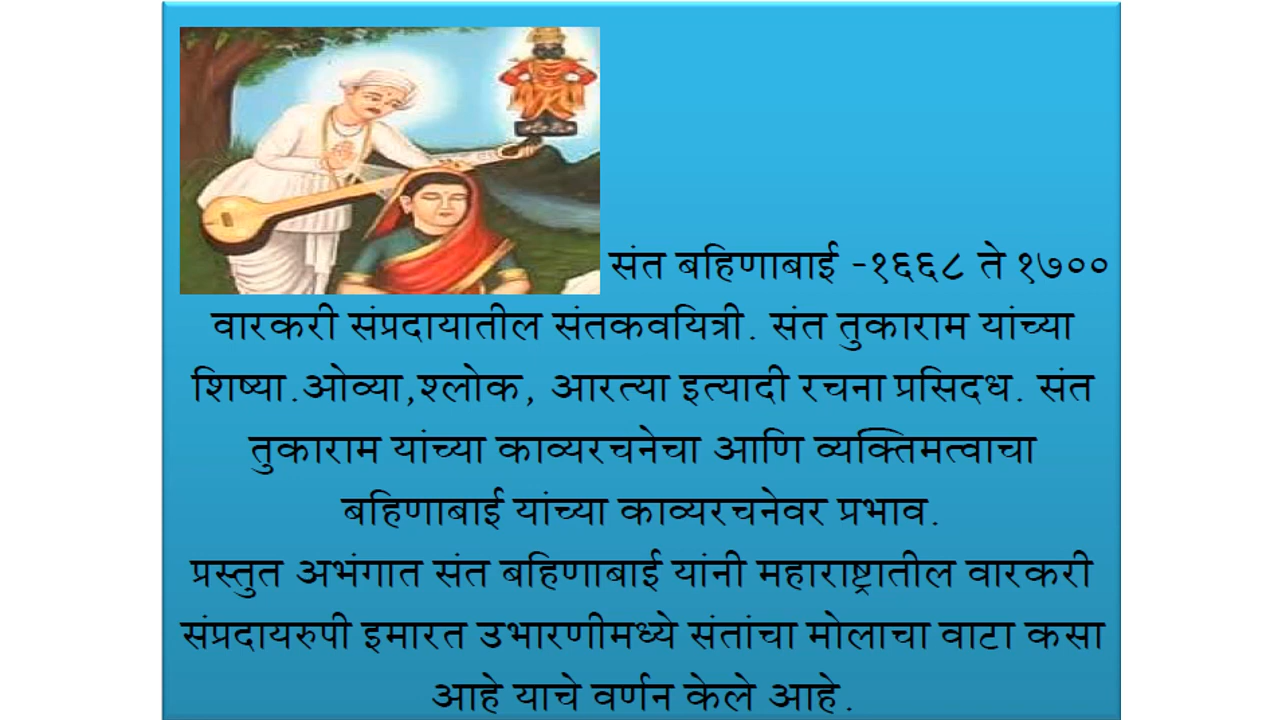 संत बहिणाबाई -१६६८ ते १७००
वारकरी संप्रदायातील संतकवयित्री. संत तुकाराम यांच्या
शिष्या.ओव्या,श्लोक, आरत्या इत्यादी रचना प्रसिदध. संत
तुकाराम यांच्या काव्यरचनेचा आणि व्यक्तिमत्वाचा
बहिणाबाई यांच्या काव्यरचनेवर प्रभाव.
प्रस्तुत अभंगात संत बहिणाबाई यांनी महाराष्ट्रातील वारकरी
संप्रदायरुपी इमारत उभारणीमध्ये संतांचा मोलाचा वाटा कसा
आहे याचे वर्णन केले आहे.